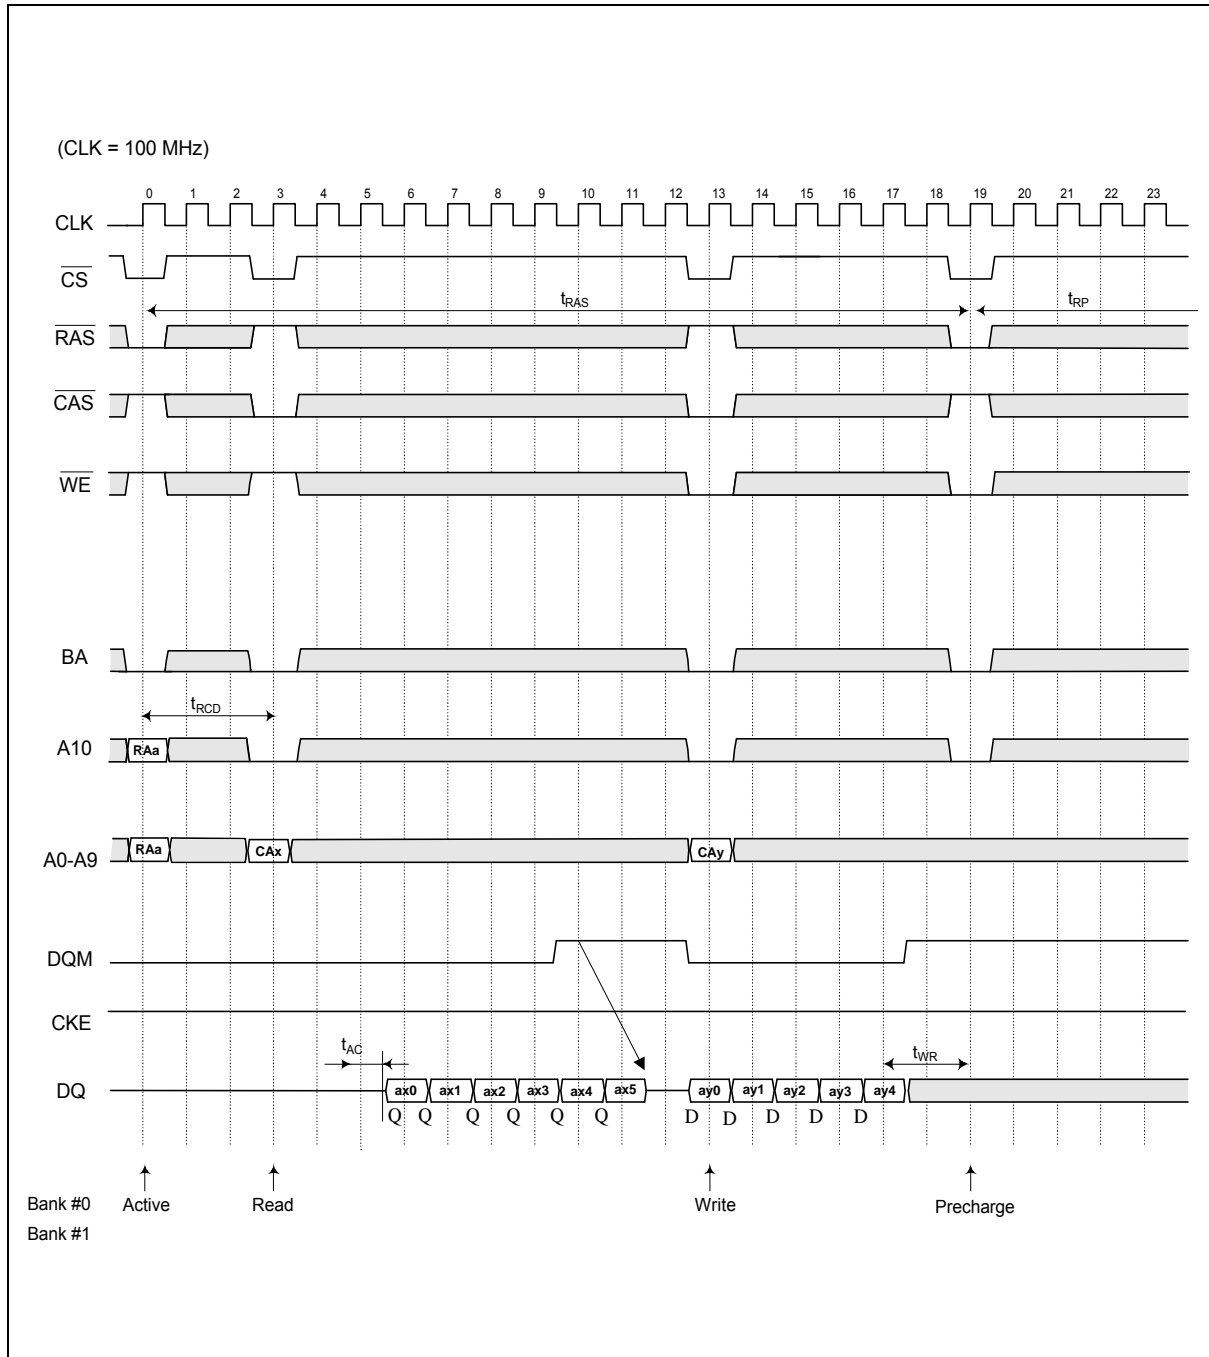 (CLK = 100 MHz)
0 1 2 3 4 5 6 7 8 9 10 11 12 13 14 15 16 17 18 19 20 21 22 23
CLK
CS
tRAS tRP
RAS
CAS
WE
BA
tRCD
A10 RAa
A0-A9 RAa CAx CAy
DQM
CKE
tAC tWR
DQ ax0 ax1 ax2 ax3 ax4 ax5 ay0 ay1 ay2 ay3 ay4
Q Q Q Q Q Q D D D D D
Bank #0 Active Read Write Precharge
Bank #1